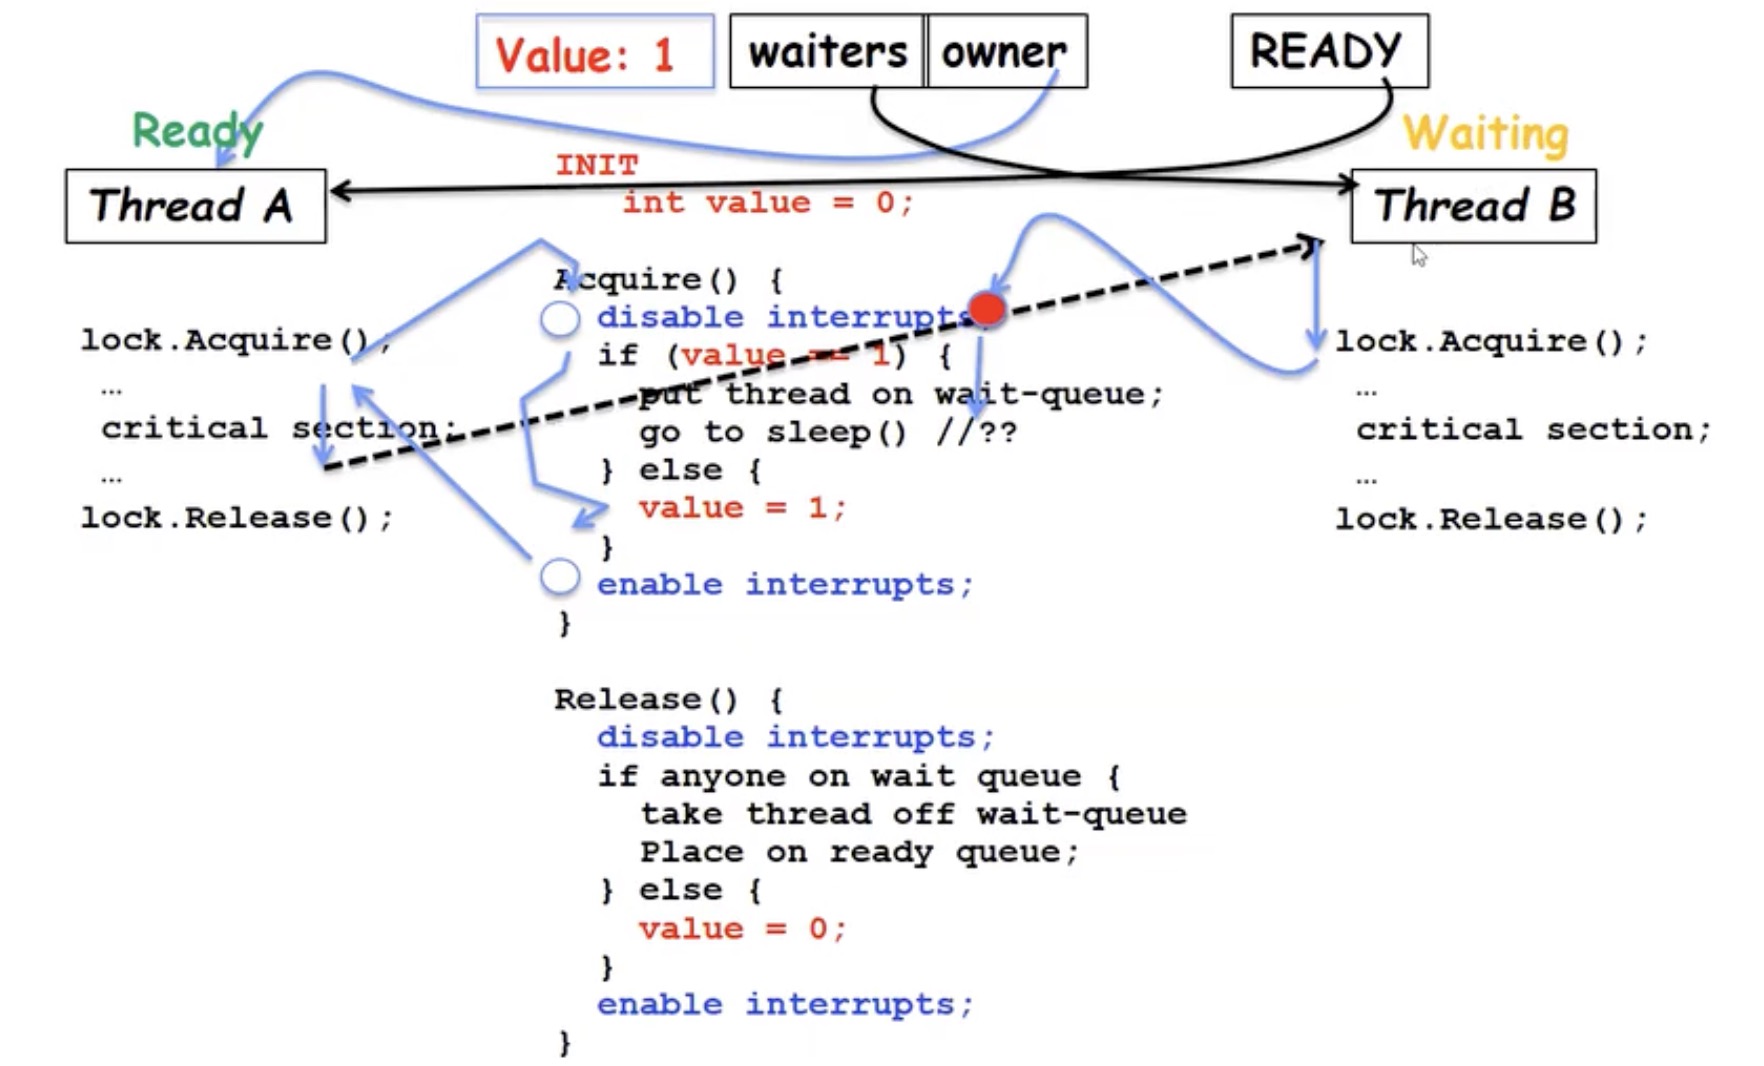 Value: 1 waiters owner READY
Ready Waiting
Thread A Thread B
INIT
int value = 0;
Acquire() {
disable interrupts
if (value == 1) {
put thread on wait-queue;
go to sleep() //??
} else {
value = 1;
}
enable interrupts;
}
lock.Acquire();
…
critical section;
…
lock.Release();
lock.Acquire();
…
critical section;
…
lock.Release();
Release() {
disable interrupts;
if anyone on wait queue {
take thread off wait-queue
Place on ready queue;
} else {
value = 0;
}
enable interrupts;
}